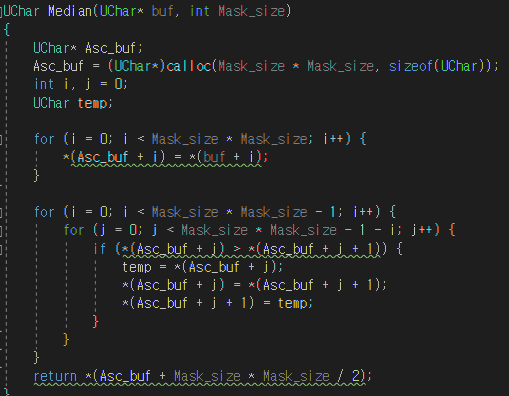 UChar Median(UChar* buf, int Mask_size)
{
UChar* Asc_buf;
Asc_buf = (UChar*)calloc(Mask_size * Mask_size, sizeof(UChar));
int i, j = 0;
UChar temp;
for (i = 0; i < Mask_size * Mask_size; i++) {
*(Asc_buf + i) = *(buf + i);
}
for (i = 0; i < Mask_size * Mask_size - 1; i++) {
for (j = 0; j < Mask_size * Mask_size - 1 - i; j++) {
if (*(Asc_buf + j) > *(Asc_buf + j + 1)) {
temp = *(Asc_buf + j);
*(Asc_buf + j) = *(Asc_buf + j + 1);
*(Asc_buf + j + 1) = temp;
}
}
}
return *(Asc_buf + Mask_size * Mask_size / 2);
}